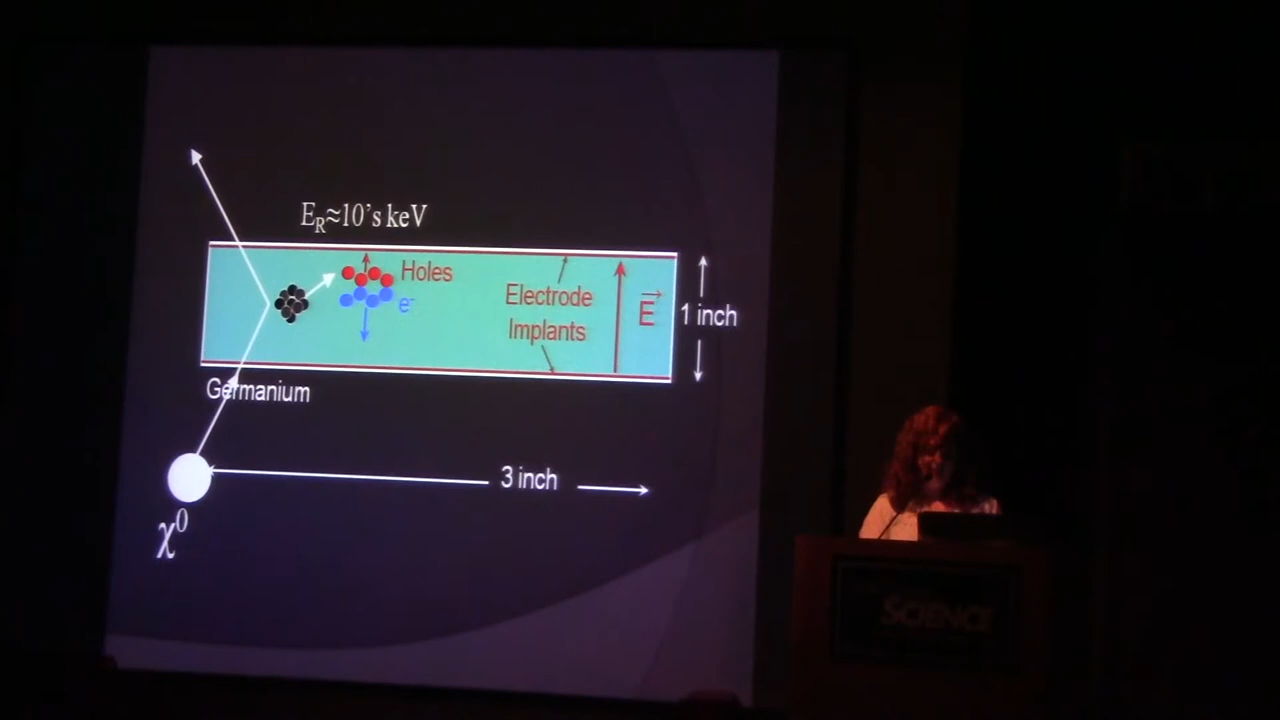 E_R≈10's keV
Holes
e⁻
Electrode
Implants
E⃗
1 inch
Germanium
3 inch
χ⁰
SCIENCE